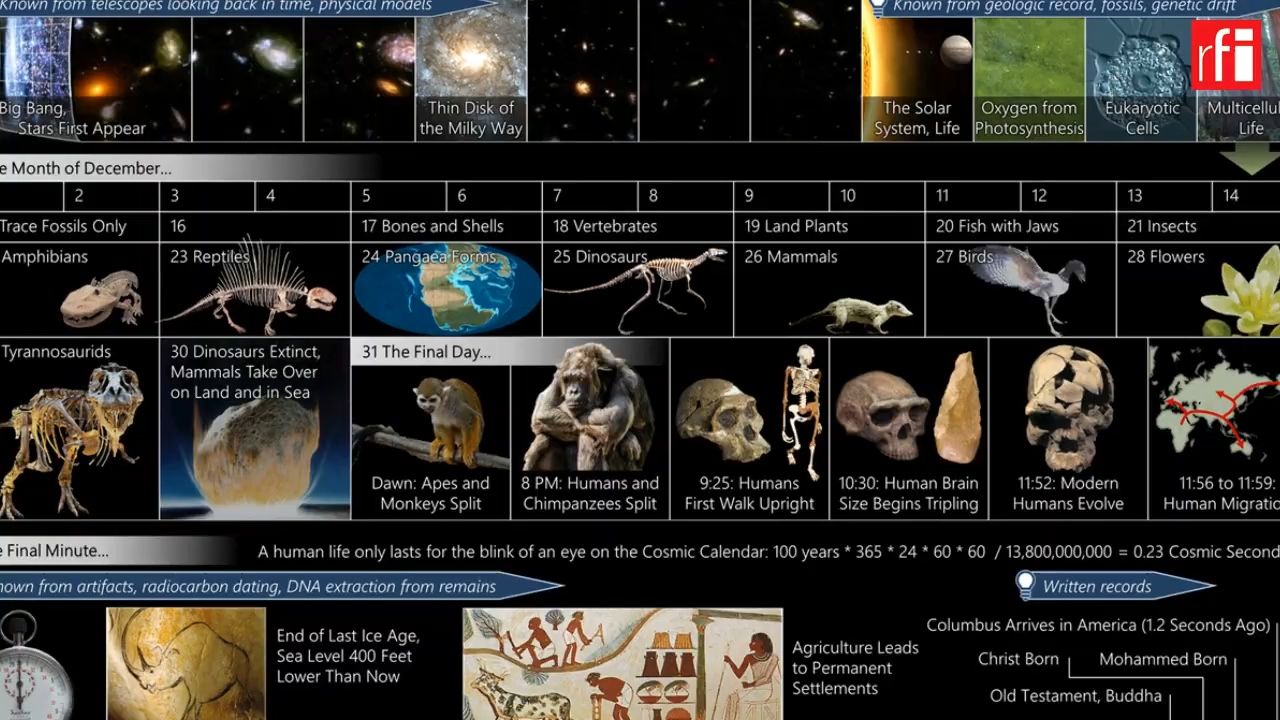 Known from telescopes looking back in time, physical models
Known from geologic record, fossils, genetic drift
rfi
Big Bang,
Stars First Appear
Thin Disk of
the Milky Way
The Solar
System, Life
Oxygen from
Photosynthesis
Eukaryotic
Cells
Multicellul
Life
e Month of December...
2
3
4
5
6
7
8
9
10
11
12
13
14
Trace Fossils Only
16
17 Bones and Shells
18 Vertebrates
19 Land Plants
20 Fish with Jaws
21 Insects
Amphibians
23 Reptiles
24 Pangaea Forms
25 Dinosaurs
26 Mammals
27 Birds
28 Flowers
Tyrannosaurids
30 Dinosaurs Extinct,
Mammals Take Over
on Land and in Sea
31 The Final Day...
Dawn: Apes and
Monkeys Split
8 PM: Humans and
Chimpanzees Split
9:25: Humans
First Walk Upright
10:30: Human Brain
Size Begins Tripling
11:52: Modern
Humans Evolve
11:56 to 11:59:
Human Migratio
e Final Minute...
A human life only lasts for the blink of an eye on the Cosmic Calendar: 100 years * 365 * 24 * 60 * 60 / 13,800,000,000 = 0.23 Cosmic Second
nown from artifacts, radiocarbon dating, DNA extraction from remains
Written records
End of Last Ice Age,
Sea Level 400 Feet
Lower Than Now
Agriculture Leads
to Permanent
Settlements
Columbus Arrives in America (1.2 Seconds Ago)
Christ Born
Mohammed Born
Old Testament, Buddha